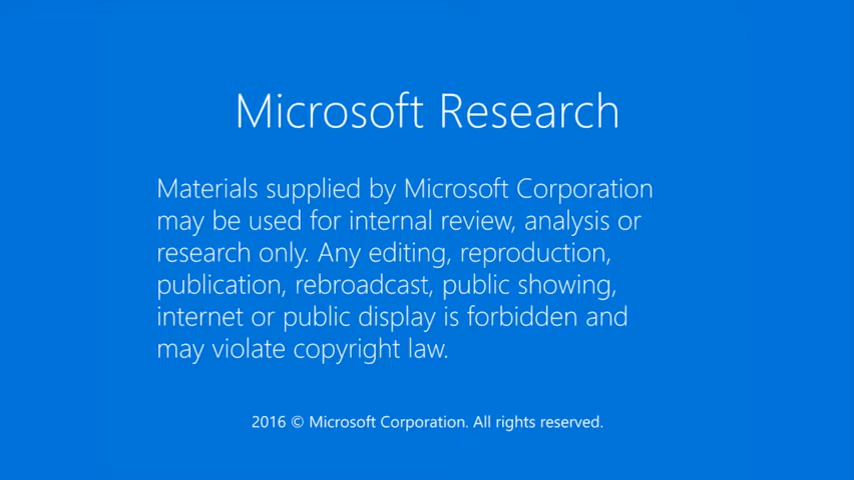 Microsoft Research
Materials supplied by Microsoft Corporation
may be used for internal review, analysis or
research only. Any editing, reproduction,
publication, rebroadcast, public showing,
internet or public display is forbidden and
may violate copyright law.
2016 © Microsoft Corporation. All rights reserved.